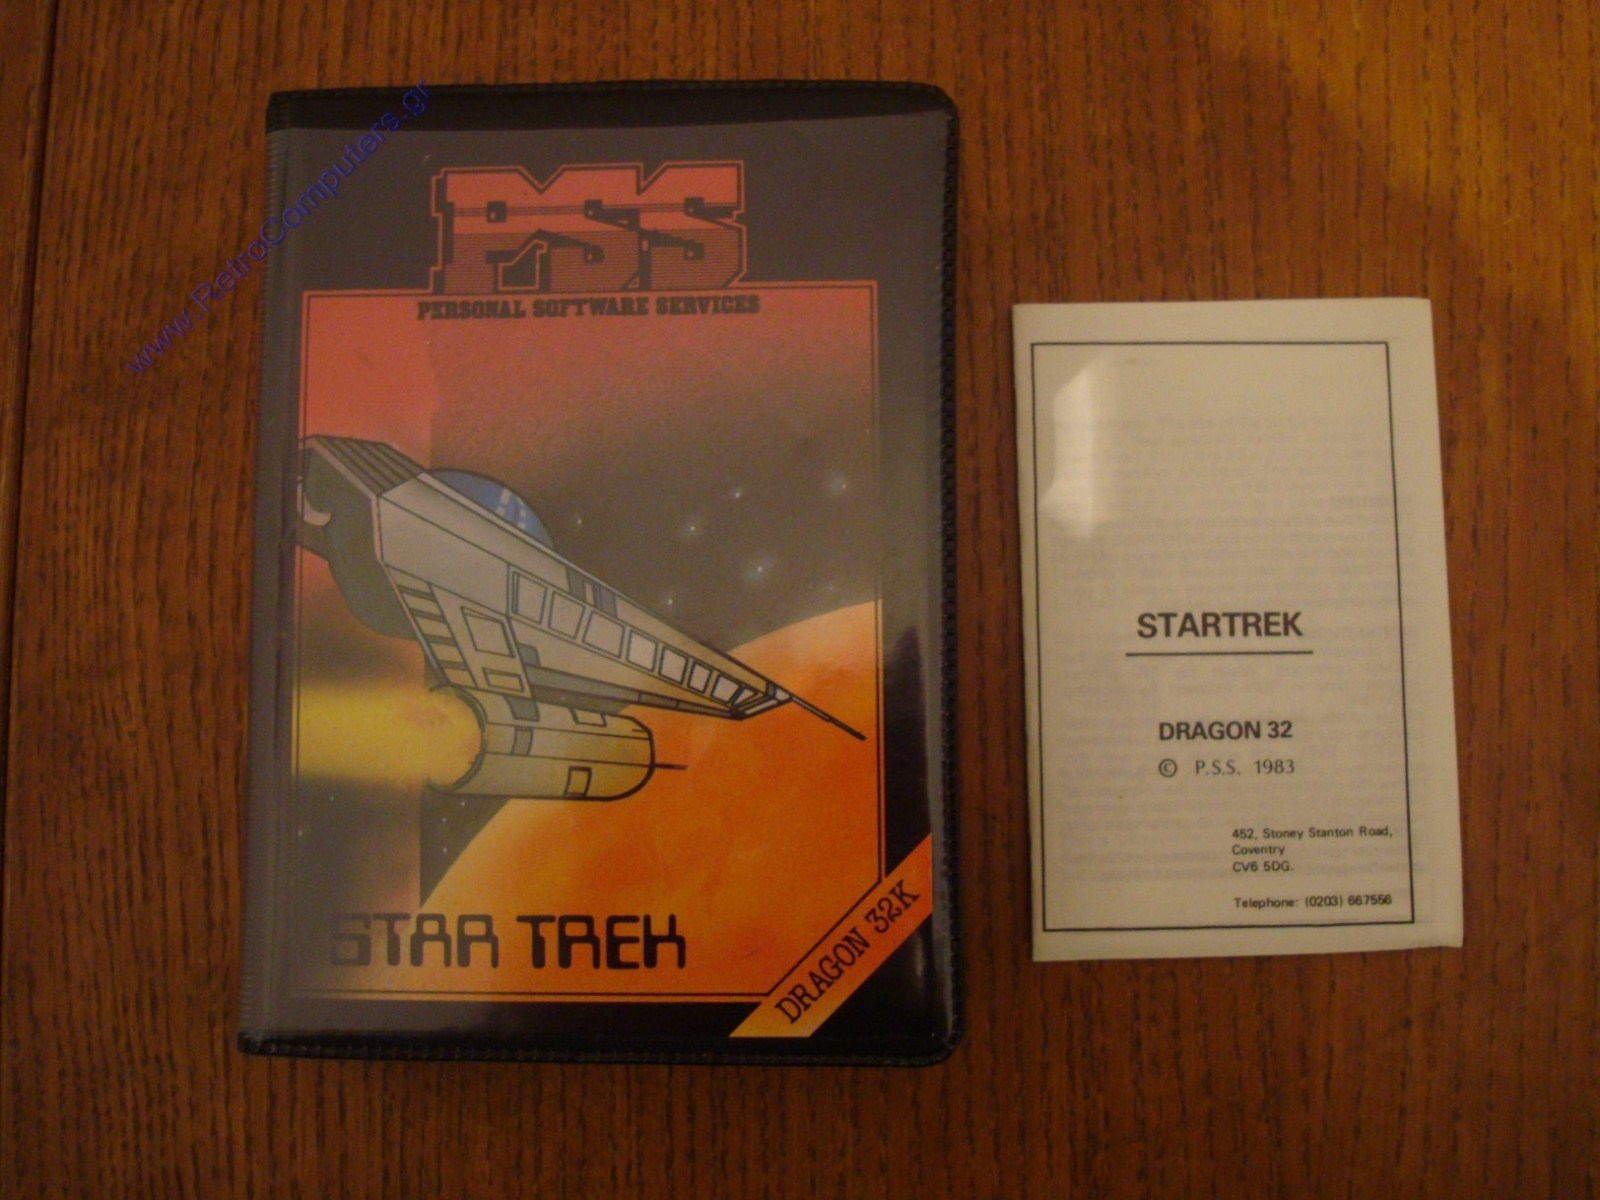 www.RetroComputers.gr
PSS
PERSONAL SOFTWARE SERVICES
STAR TREK
DRAGON 32K
STARTREK
DRAGON 32
© P.S.S. 1983
452, Stoney Stanton Road,
Coventry
CV6 5DG.
Telephone: (0203) 667556